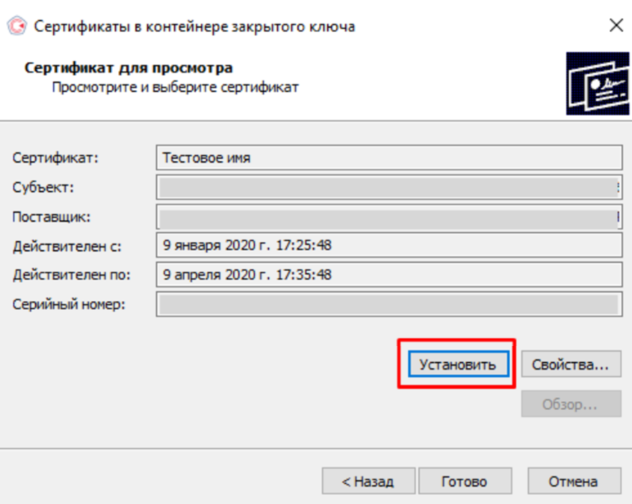 Сертификаты в контейнере закрытого ключа
Сертификат для просмотра
Просмотрите и выберите сертификат
Сертификат: Тестовое имя
Субъект:
Поставщик:
Действителен с: 9 января 2020 г. 17:25:48
Действителен по: 9 апреля 2020 г. 17:35:48
Серийный номер:
Установить Свойства...
Обзор...
< Назад Готово Отмена